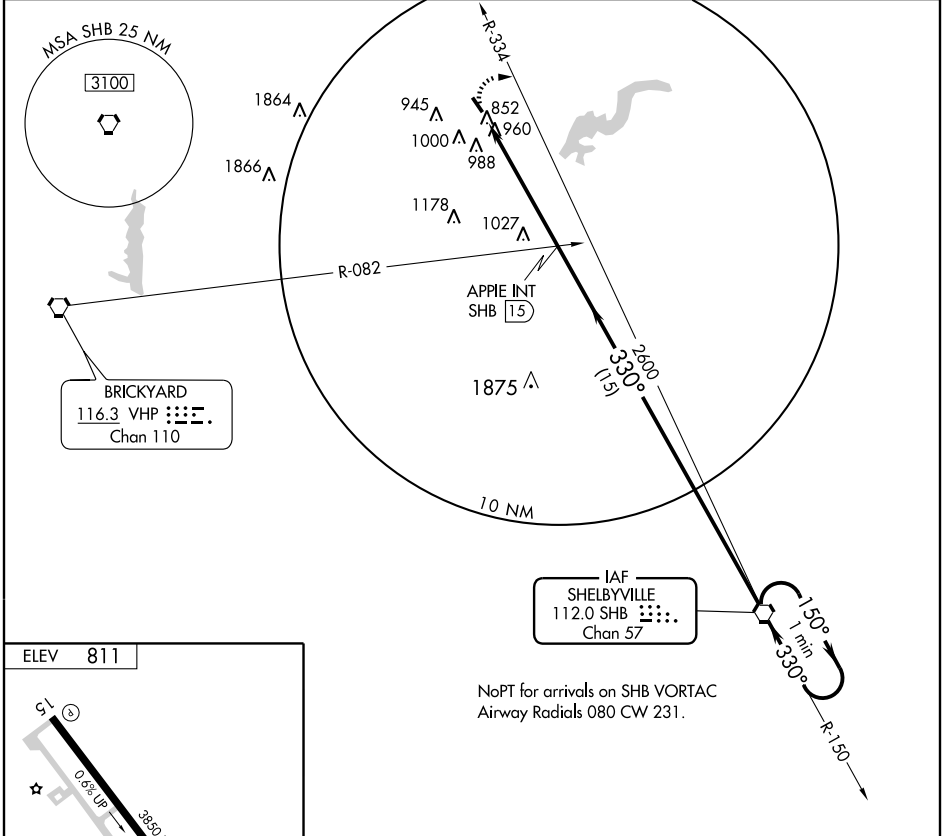 MSA SHB 25 NM
3100
R-334
1864
945
852
960
1000
988
1866
1178
1027
R-082
APPIE INT
SHB 15
2600
330°
(15)
1875
BRICKYARD
116.3 VHP
Chan 110
10 NM
IAF
SHELBYVILLE
112.0 SHB
Chan 57
150°
1 min
330°
R-150
NoPT for arrivals on SHB VORTAC
Airway Radials 080 CW 231.
ELEV 811
15
P
0.6% UP
3850